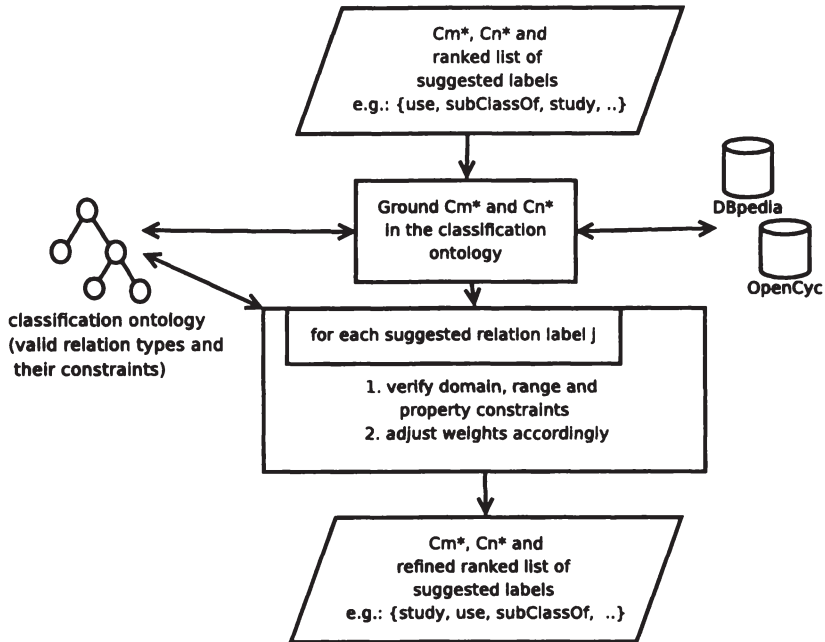 Cm*, Cn* and
ranked list of
suggested labels
e.g.: {use, subClassOf, study, ..}
Ground Cm* and Cn*
in the classification
ontology
DBpedia
OpenCyc
classification ontology
(valid relation types and
their constraints)
for each suggested relation label j
1. verify domain, range and
property constraints
2. adjust weights accordingly
Cm*, Cn* and
refined ranked list of
suggested labels
e.g.: {study, use, subClassOf, ..}